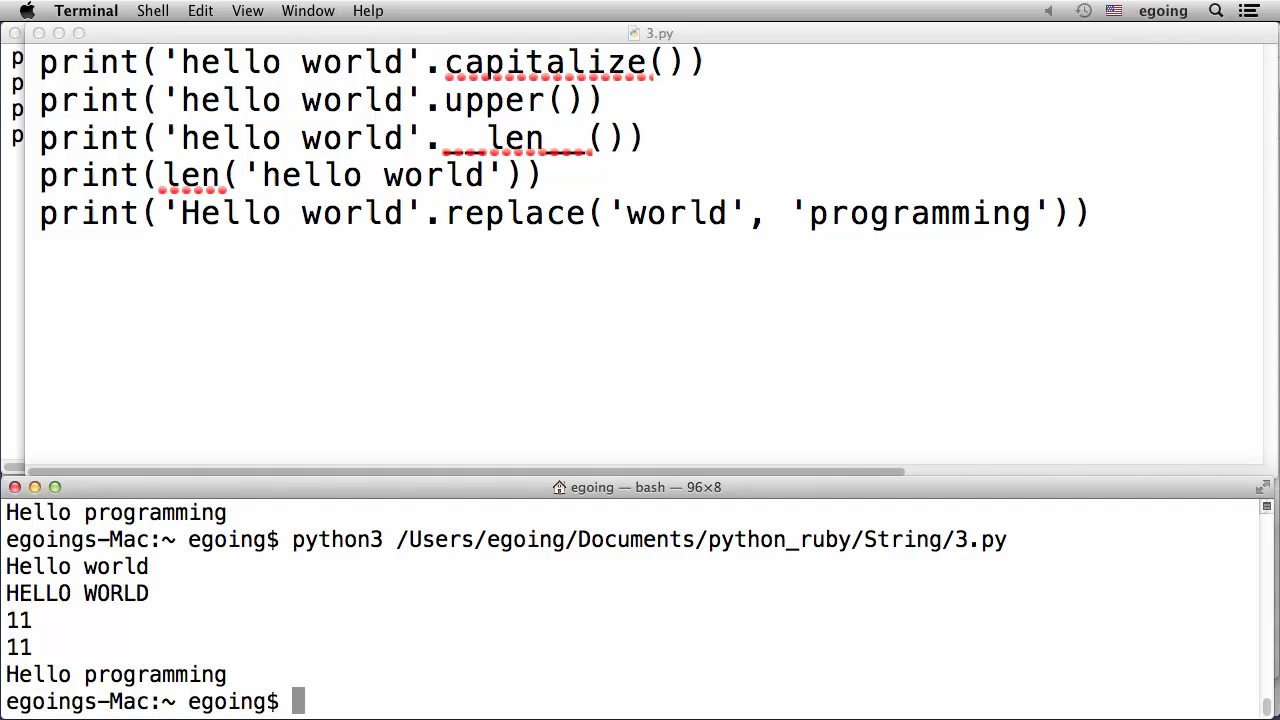 Terminal Shell Edit View Window Help egoing
3.py
p
p
p
p
print('hello world'.capitalize())
print('hello world'.upper())
print('hello world'.__len__())
print(len('hello world'))
print('Hello world'.replace('world', 'programming'))
egoing — bash — 96×8
Hello programming
egoings-Mac:~ egoing$ python3 /Users/egoing/Documents/python_ruby/String/3.py
Hello world
HELLO WORLD
11
11
Hello programming
egoings-Mac:~ egoing$